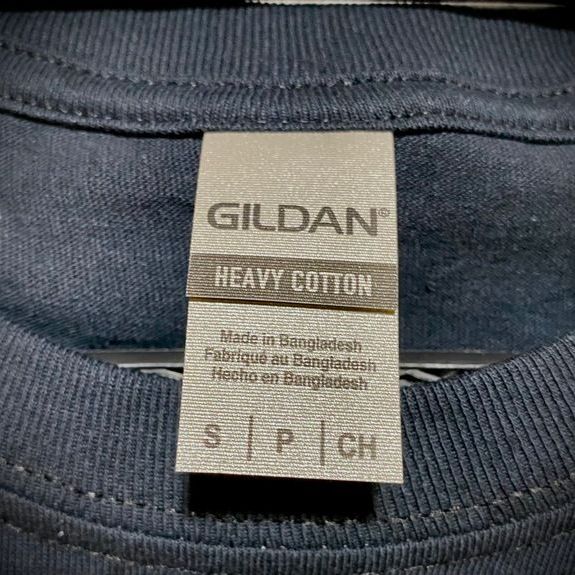 GILDAN®
HEAVY COTTON
Made in Bangladesh
Fabriqué au Bangladesh
Hecho en Bangladesh
S | P | CH